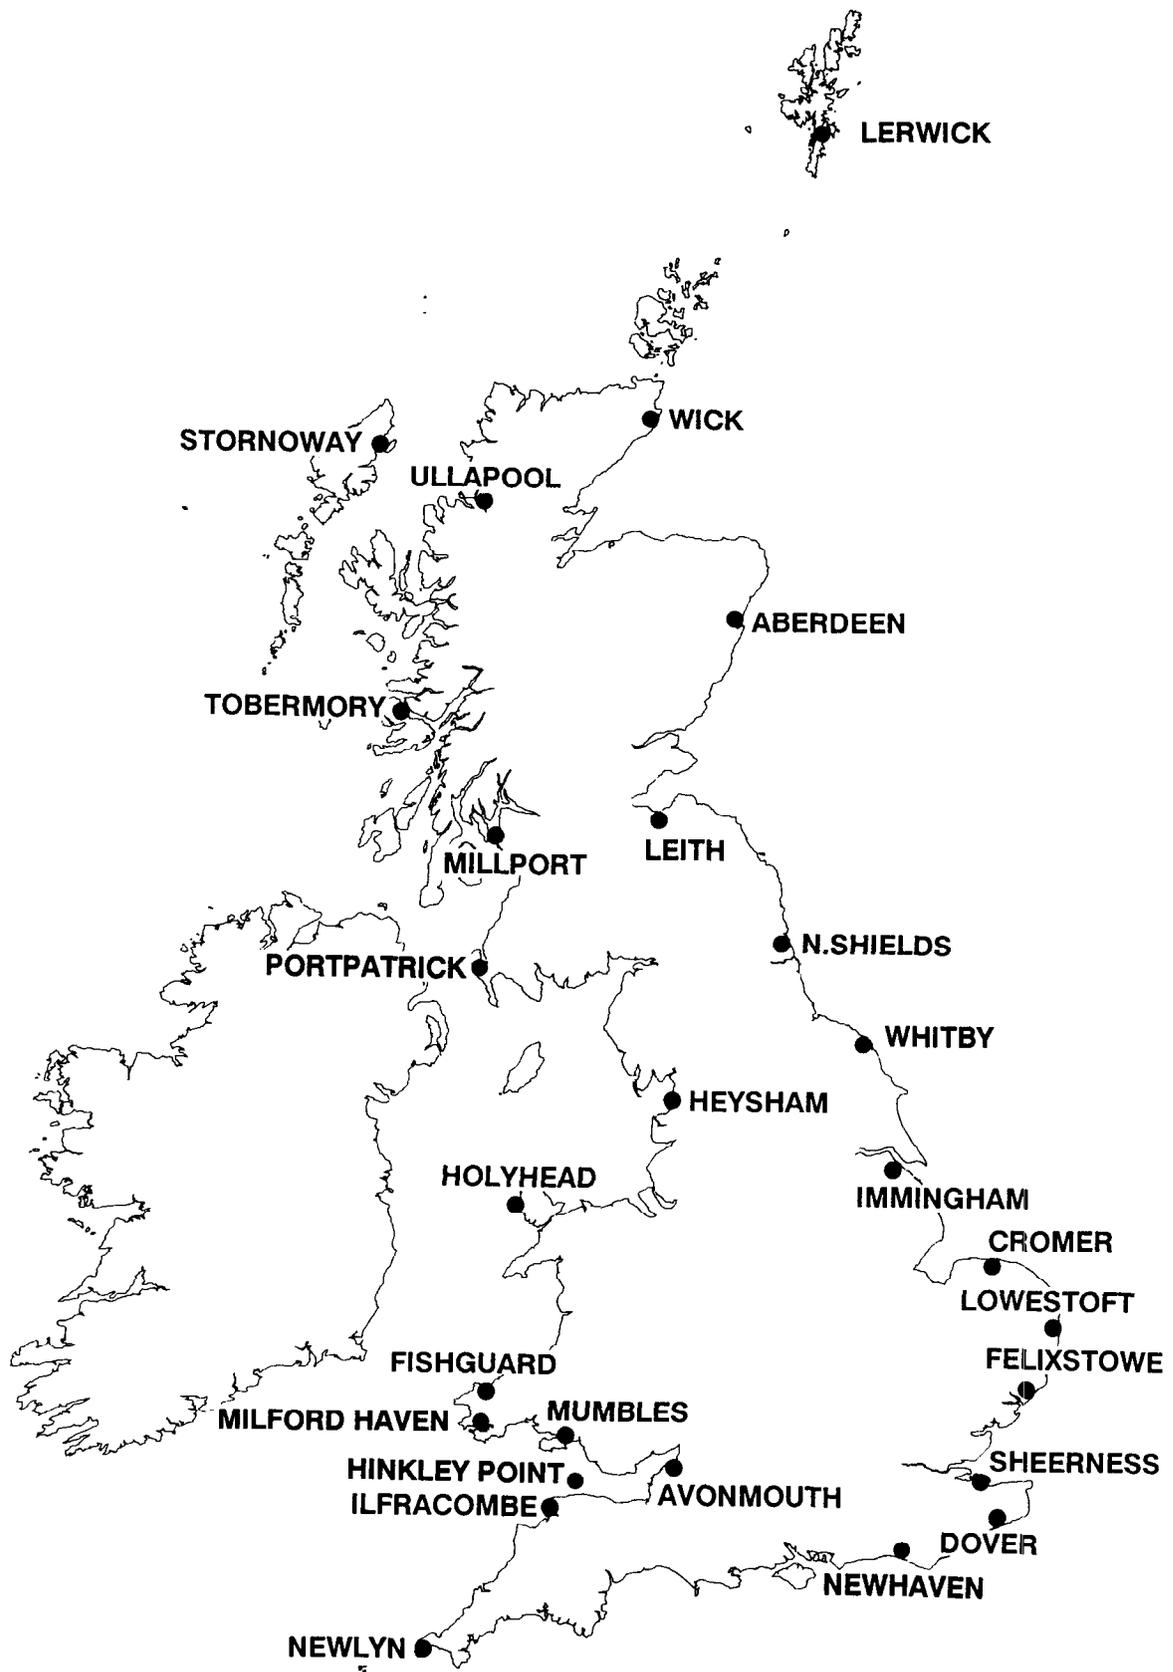 LERWICK
WICK
STORNOWAY
ULLAPOOL
ABERDEEN
TOBERMORY
LEITH
MILLPORT
N.SHIELDS
PORTPATRICK
WHITBY
HEYSHAM
HOLYHEAD
IMMINGHAM
CROMER
LOWESTOFT
FELIXSTOWE
FISHGUARD
MUMBLES
MILFORD HAVEN
SHEERNESS
HINKLEY POINT
AVONMOUTH
ILFRACOMBE
DOVER
NEWHAVEN
NEWLYN